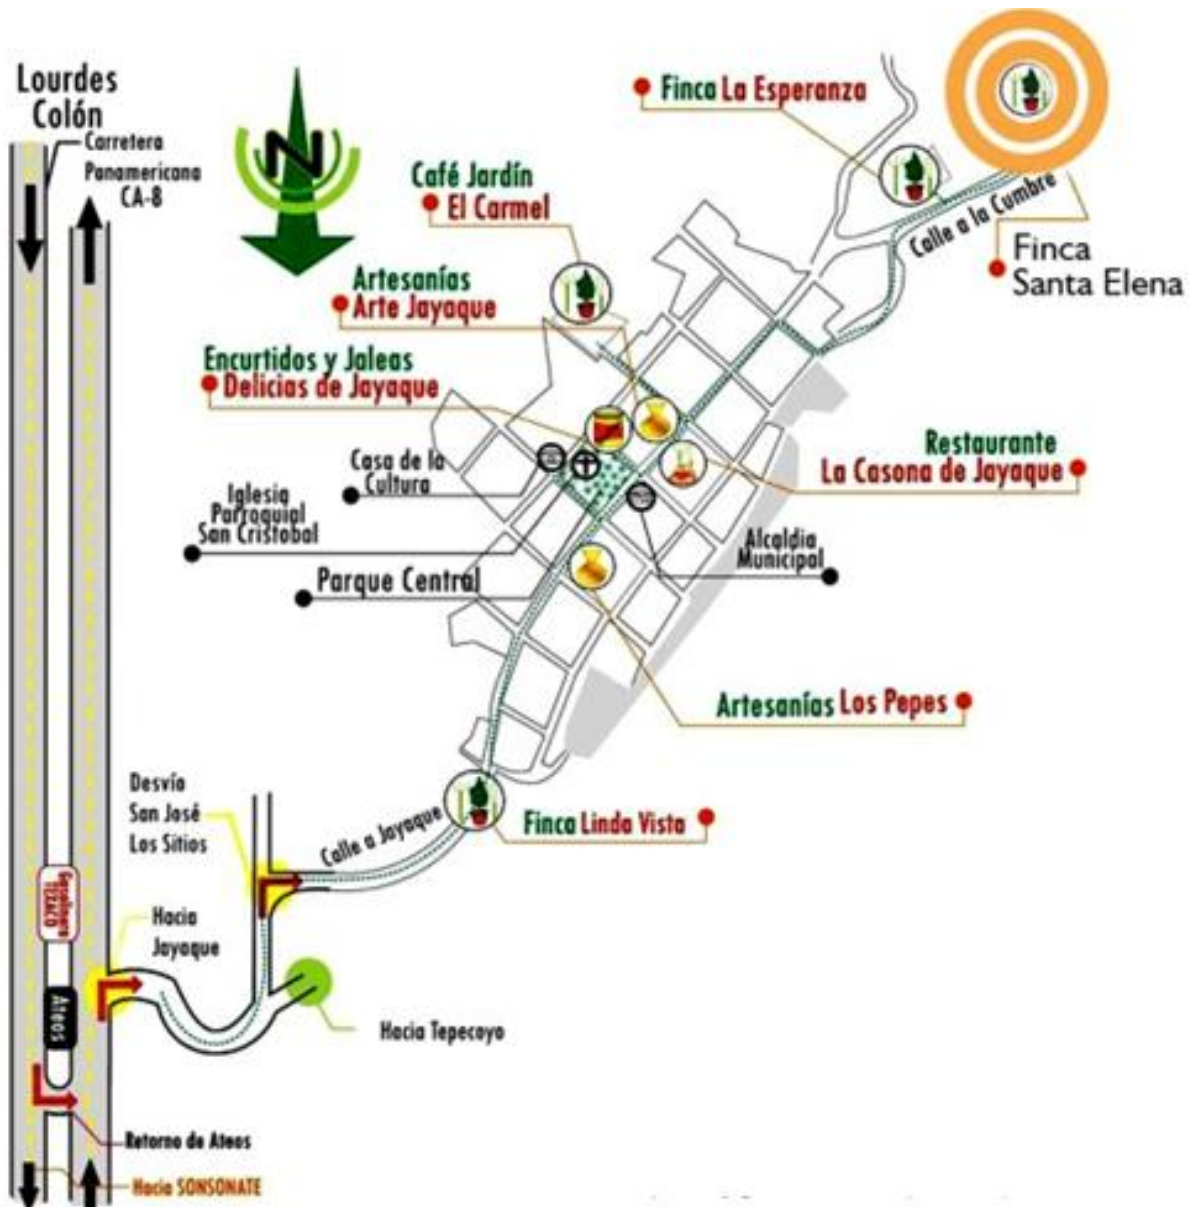 Lourdes
Colón
Carretera
Panamericana
CA-8
N
Finca La Esperanza
Café Jardín
El Carmel
Calle a la Cumbre
Finca
Santa Elena
Artesanías
Arte Jayaque
Encurtidos y Jaleas
Delicias de Jayaque
Restaurante
La Casona de Jayaque
Casa de la
Cultura
Iglesia
Parroquial
San Cristobal
Alcaldia
Municipal
Parque Central
Artesanías Los Pepes
Desvío
San José
Los Sitios
Calle a Jayaque
Finca Linda Vista
Gasolinera
TEXACO
Hacia
Jayaque
Ateos
Hacia Tepecoyo
Retorno de Ateos
Hacia SONSONATE